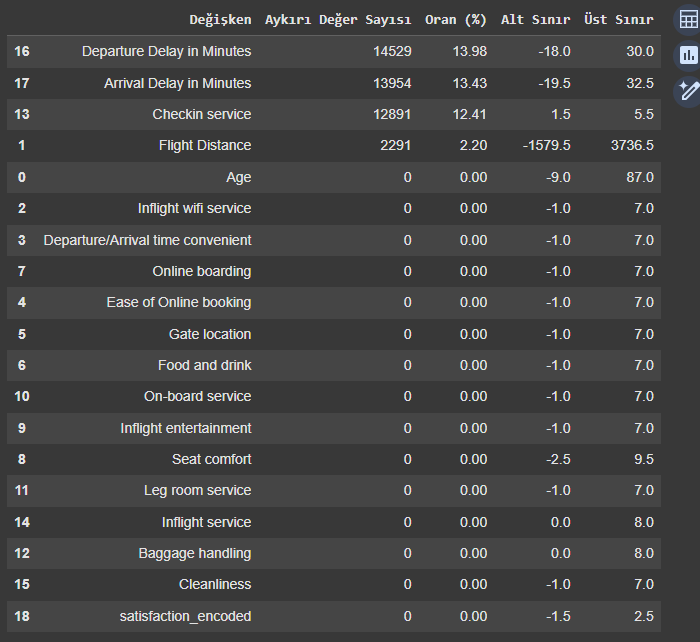 Değişken Aykırı Değer Sayısı Oran (%) Alt Sınır Üst Sınır
16 Departure Delay in Minutes 14529 13.98 -18.0 30.0
17 Arrival Delay in Minutes 13954 13.43 -19.5 32.5
13 Checkin service 12891 12.41 1.5 5.5
1 Flight Distance 2291 2.20 -1579.5 3736.5
0 Age 0 0.00 -9.0 87.0
2 Inflight wifi service 0 0.00 -1.0 7.0
3 Departure/Arrival time convenient 0 0.00 -1.0 7.0
7 Online boarding 0 0.00 -1.0 7.0
4 Ease of Online booking 0 0.00 -1.0 7.0
5 Gate location 0 0.00 -1.0 7.0
6 Food and drink 0 0.00 -1.0 7.0
10 On-board service 0 0.00 -1.0 7.0
9 Inflight entertainment 0 0.00 -1.0 7.0
8 Seat comfort 0 0.00 -2.5 9.5
11 Leg room service 0 0.00 -1.0 7.0
14 Inflight service 0 0.00 0.0 8.0
12 Baggage handling 0 0.00 0.0 8.0
15 Cleanliness 0 0.00 -1.0 7.0
18 satisfaction_encoded 0 0.00 -1.5 2.5